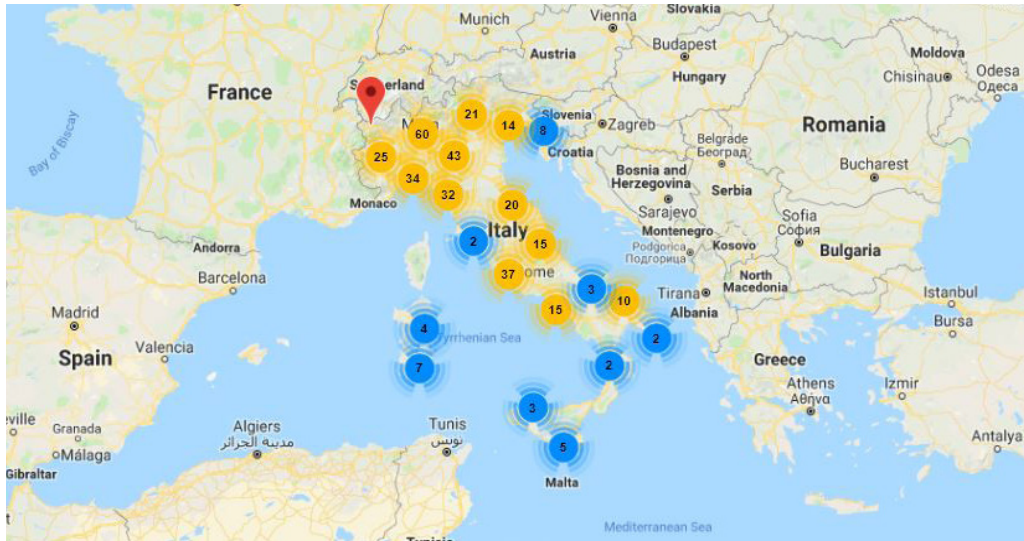 Slovakia
Munich
Vienna
Budapest
Moldova
Austria
Chisinau
Odesa
Одеса
Hungary
France
21
Slovenia
Zagreb
Romania
14
8
60
Croatia
Belgrade
Београд
Bay of Biscay
25
43
Bucharest
34
Bosnia and
Herzegovina
Serbia
32
Monaco
20
Sarajevo
Sofia
София
Italy
Montenegro
2
15
Andorra
Podgorica
Подгорица
Kosovo
Bulgaria
37
Barcelona
North
Macedonia
3
10
Tirana
Istanbul
Madrid
15
Albania
Bursa
4
Tyrrhenian Sea
2
Valencia
Spain
7
2
Greece
Athens
Αθήνα
Izmir
3
Algiers
مدينة الجزائر
Tunis
تونس
Granada
Antalya
Málaga
5
Gibraltar
Malta
Mediterranean Sea